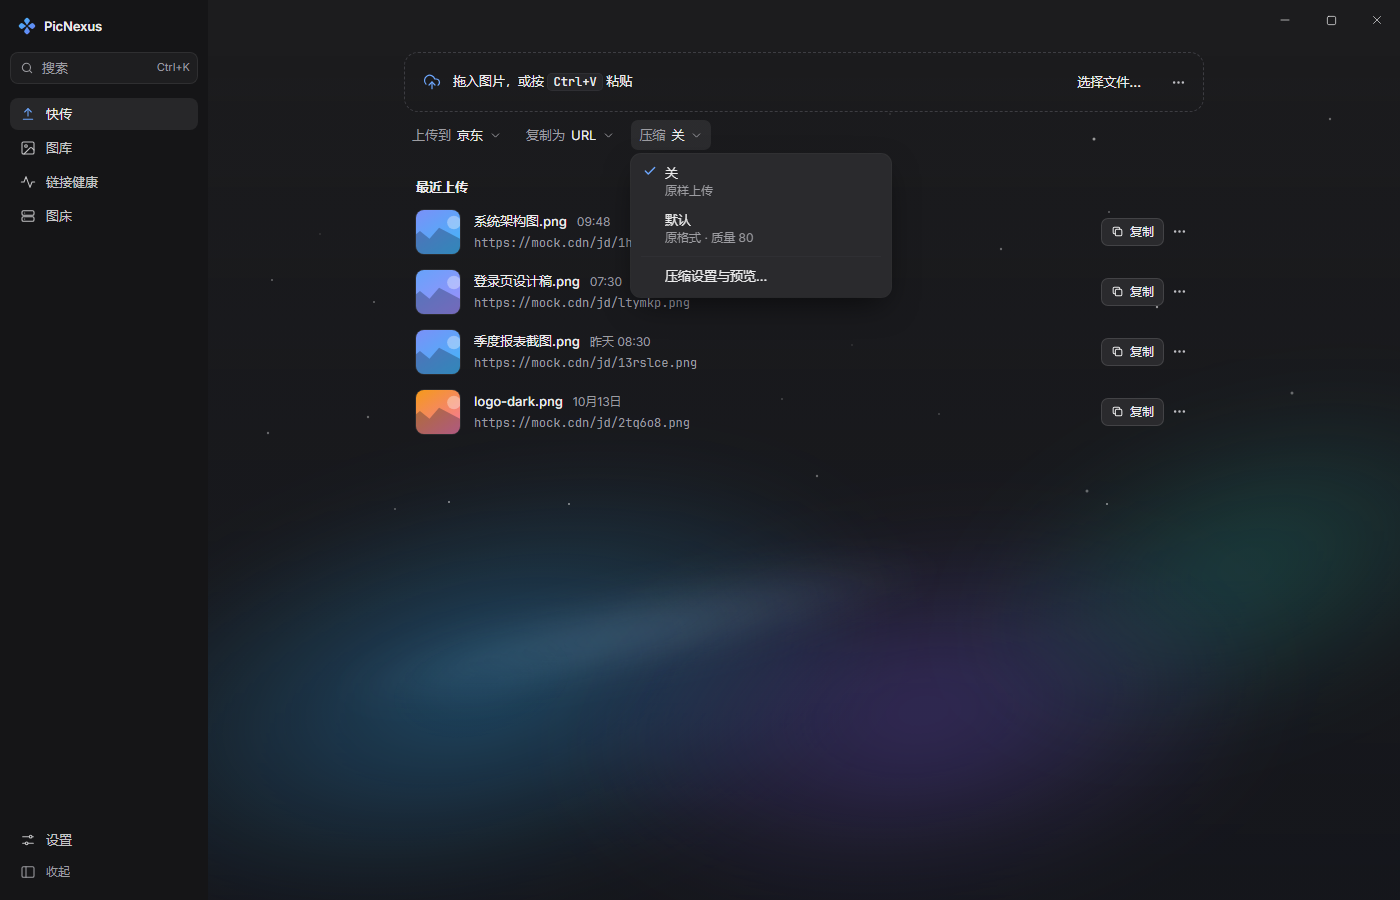 PicNexus
搜索 Ctrl+K
快传
图库
链接健康
图床
设置
收起
拖入图片，或按 Ctrl+V 粘贴
选择文件...
上传到 京东 复制为 URL 压缩 关
关
原样上传
默认
原格式 · 质量 80
压缩设置与预览...
最近上传
系统架构图.png 09:48
https://mock.cdn/jd/1h
复制
登录页设计稿.png 07:30
https://mock.cdn/jd/ltymkp.png
复制
季度报表截图.png 昨天 08:30
https://mock.cdn/jd/13rslce.png
复制
logo-dark.png 10月13日
https://mock.cdn/jd/2tq6o8.png
复制